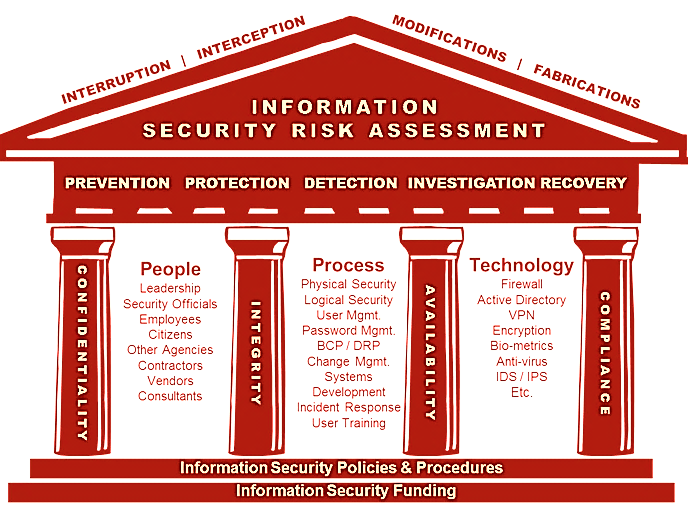 INTERRUPTION | INTERCEPTION
MODIFICATIONS | FABRICATIONS
INFORMATION
SECURITY RISK ASSESSMENT
PREVENTION PROTECTION DETECTION INVESTIGATION RECOVERY
CONFIDENTIALITY
People
Leadership
Security Officials
Employees
Citizens
Other Agencies
Contractors
Vendors
Consultants
INTEGRITY
Process
Physical Security
Logical Security
User Mgmt.
Password Mgmt.
BCP / DRP
Change Mgmt.
Systems
Development
Incident Response
User Training
AVAILABILITY
Technology
Firewall
Active Directory
VPN
Encryption
Bio-metrics
Anti-virus
IDS / IPS
Etc.
COMPLIANCE
Information Security Policies & Procedures
Information Security Funding